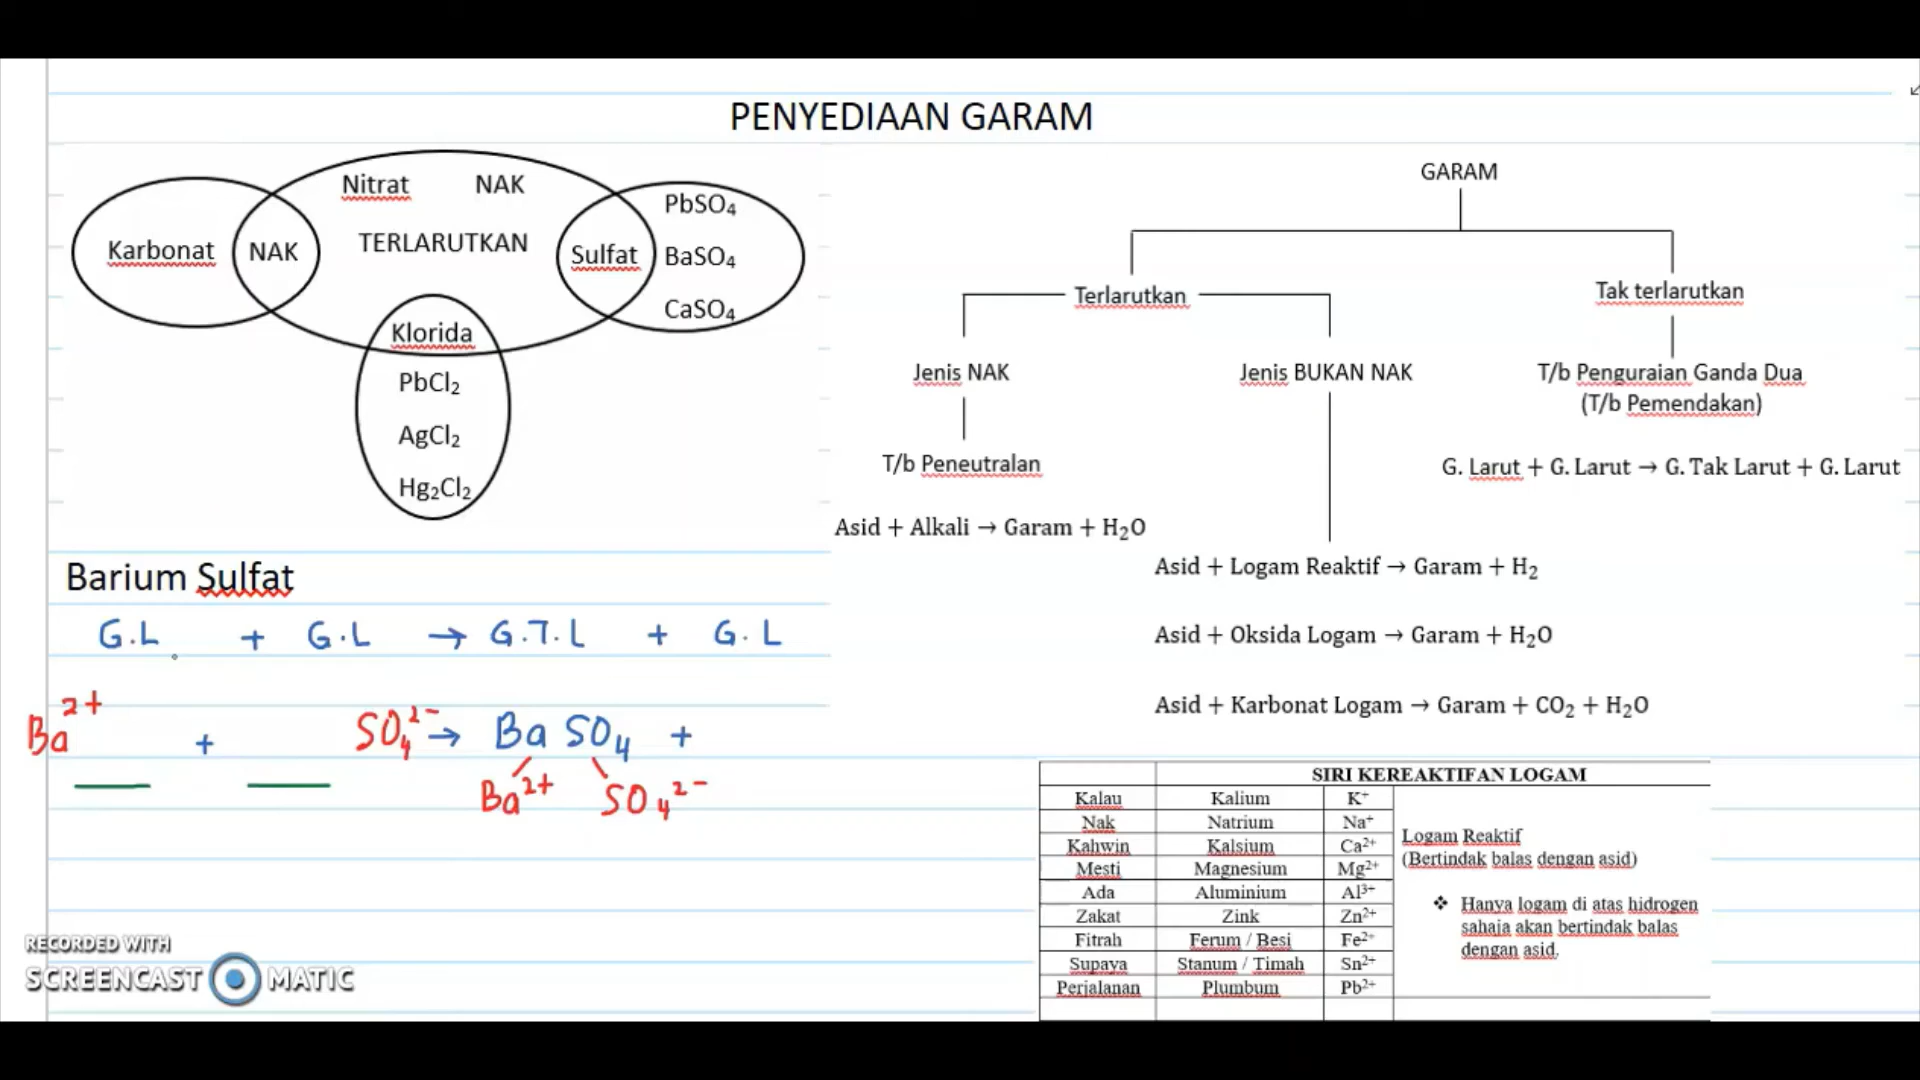 PENYEDIAAN GARAM
Nitrat NAK
Karbonat NAK TERLARUTKAN Sulfat
PbSO₄
BaSO₄
CaSO₄
Klorida
PbCl₂
AgCl₂
Hg₂Cl₂
GARAM
Terlarutkan
Tak terlarutkan
Jenis NAK
Jenis BUKAN NAK
T/b Penguraian Ganda Dua
(T/b Pemendakan)
T/b Peneutralan
G. Larut + G. Larut → G. Tak Larut + G. Larut
Asid + Alkali → Garam + H₂O
Asid + Logam Reaktif → Garam + H₂
Asid + Oksida Logam → Garam + H₂O
Asid + Karbonat Logam → Garam + CO₂ + H₂O
Barium Sulfat
G.L + G.L → G.T.L + G.L
Ba²⁺ + SO₄²⁻ → BaSO₄ +
Ba²⁺ SO₄²⁻
SIRI KEREAKTIFAN LOGAM
Kalau Kalium K⁺
Nak Natrium Na⁺
Kahwin Kalsium Ca²⁺
Mesti Magnesium Mg²⁺
Ada Aluminium Al³⁺
Zakat Zink Zn²⁺
Fitrah Ferum / Besi Fe²⁺
Supaya Stanum / Timah Sn²⁺
Perjalanan Plumbum Pb²⁺
Logam Reaktif
(Bertindak balas dengan asid)
❖ Hanya logam di atas hidrogen
sahaja akan bertindak balas
dengan asid.
RECORDED WITH
SCREENCAST MATIC